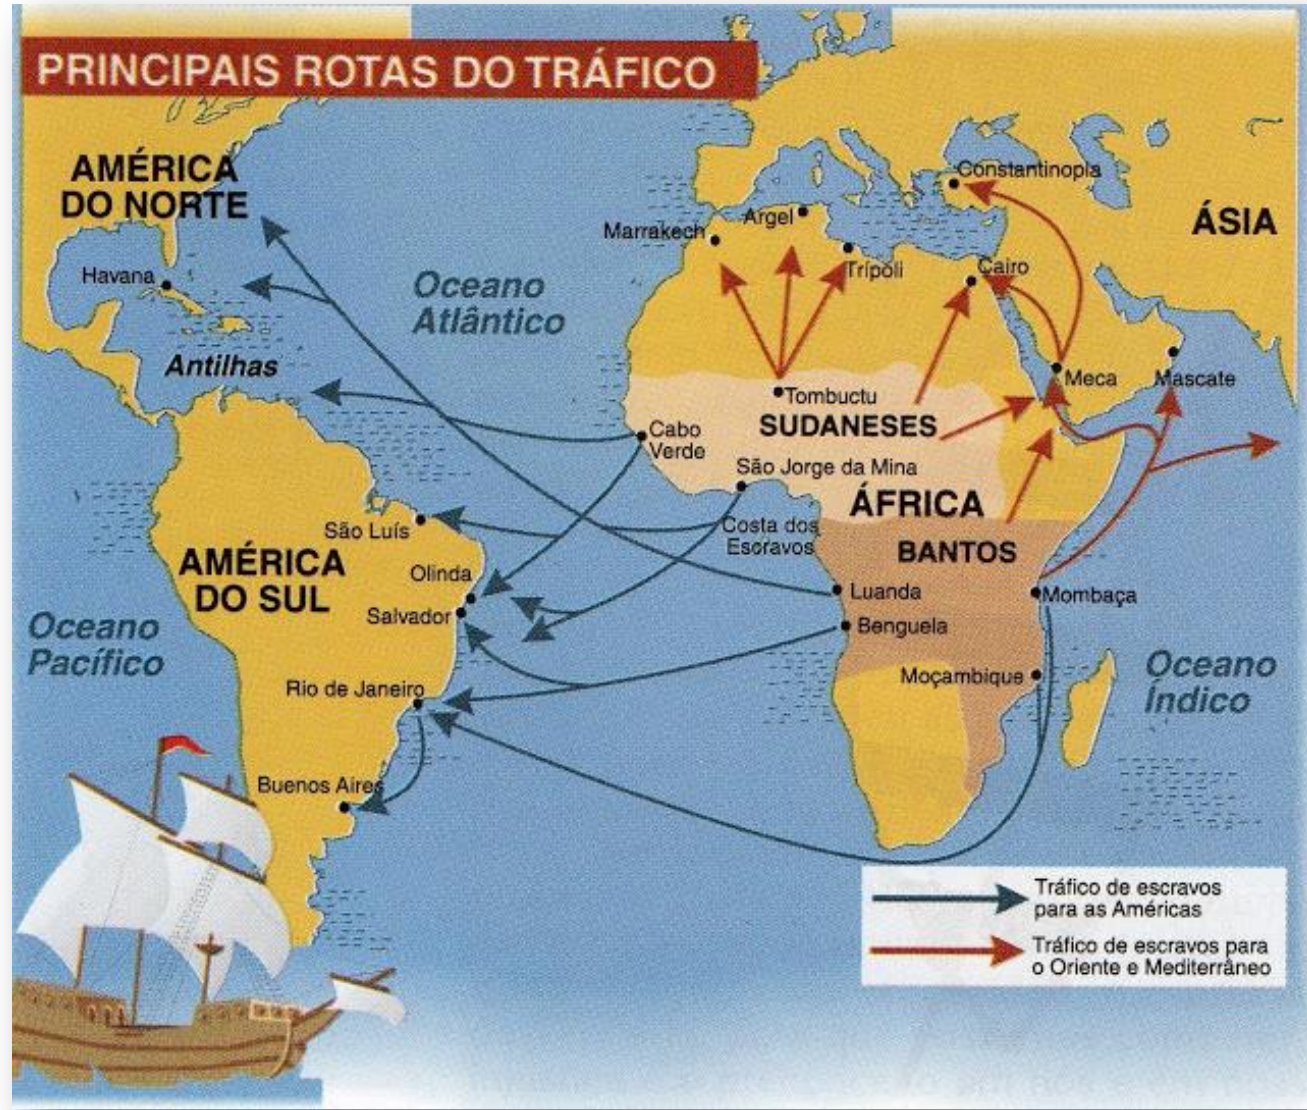 PRINCIPAIS ROTAS DO TRÁFICO
AMÉRICA
DO NORTE
Havana
Antilhas
Oceano
Atlântico
Marrakech
Argel
Trípoli
Constantinopla
Cairo
ÁSIA
Meca
Mascate
Tombuctu
SUDANESES
Cabo
Verde
São Jorge da Mina
ÁFRICA
Costa dos
Escravos
BANTOS
São Luís
AMÉRICA
DO SUL
Olinda
Salvador
Luanda
Benguela
Mombaça
Moçambique
Oceano
Pacífico
Oceano
Índico
Rio de Janeiro
Buenos Aires
Tráfico de escravos
para as Américas
Tráfico de escravos para
o Oriente e Mediterrâneo